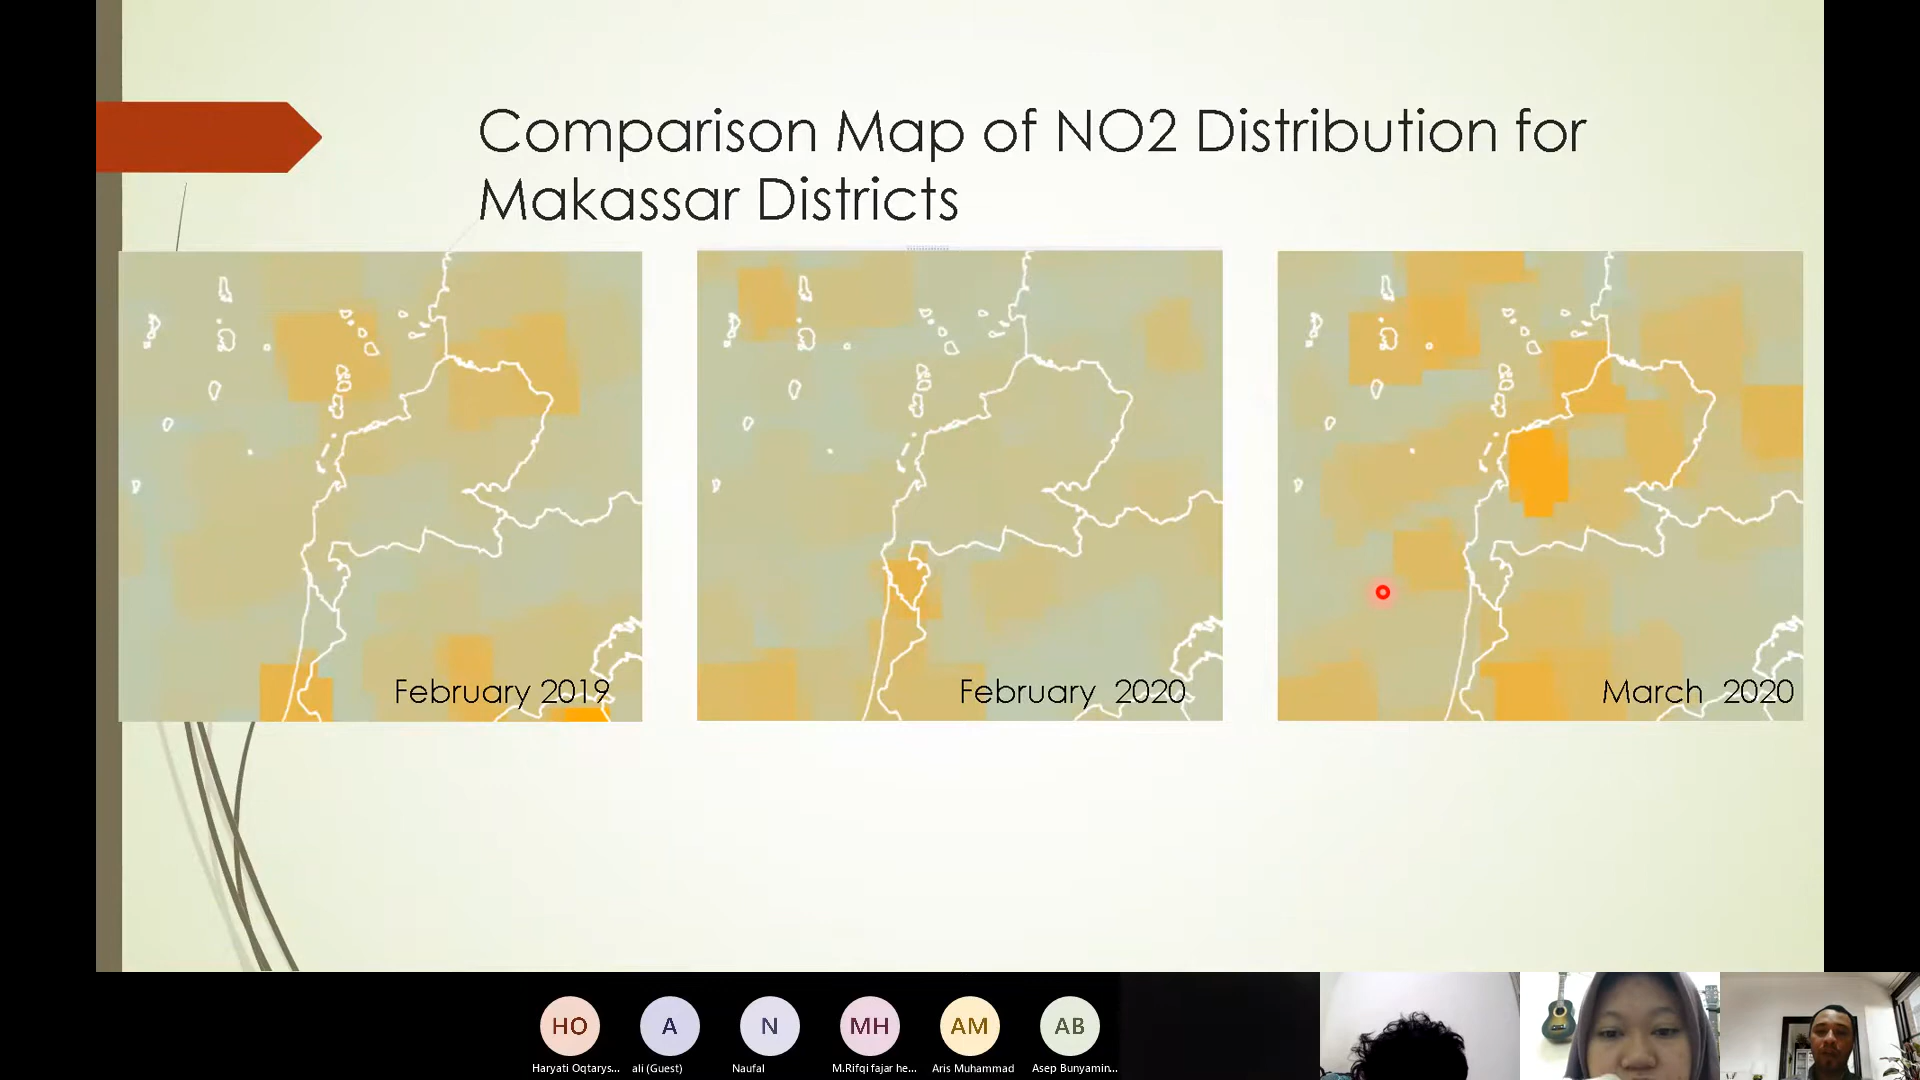 Comparison Map of NO2 Distribution for
Makassar Districts
February 2019
February 2020
March 2020
HO
A
N
MH
AM
AB
Haryati Oqtarys...
ali (Guest)
Naufal
M.Rifqi fajar he...
Aris Muhammad
Asep Bunyamin...